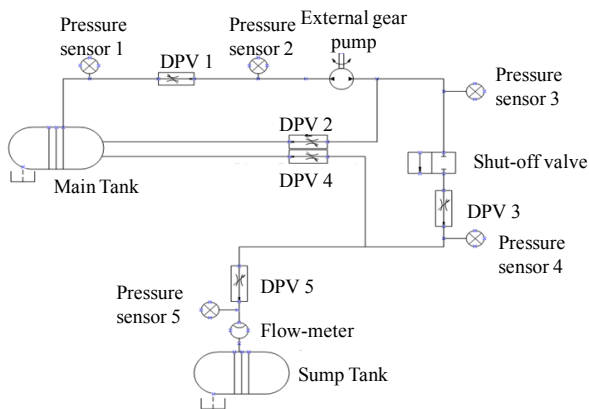 Pressure
sensor 1
DPV 1
Pressure
sensor 2
External gear
pump
Pressure
sensor 3
DPV 2
DPV 4
Main Tank
Shut-off valve
DPV 3
Pressure
sensor 4
DPV 5
Pressure
sensor 5
Flow-meter
Sump Tank